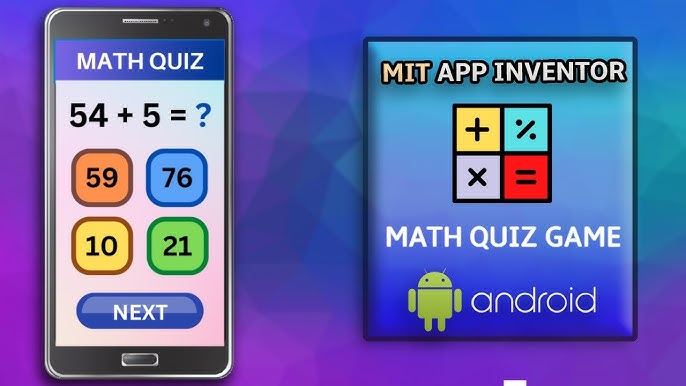 MATH QUIZ
54 + 5 = ?
59 76
10 21
NEXT
MIT APP INVENTOR
+ %
× =
MATH QUIZ GAME
android